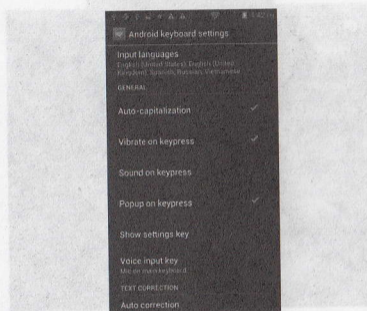 Android keyboard settings
Input languages
English (United States), English (United
Kingdom), Spanish, Russian, Vietnamese
GENERAL
Auto-capitalization
Vibrate on keypress
Sound on keypress
Popup on keypress
Show settings key
Voice input key
Mic on main keyboard
TEXT CORRECTION
Auto correction